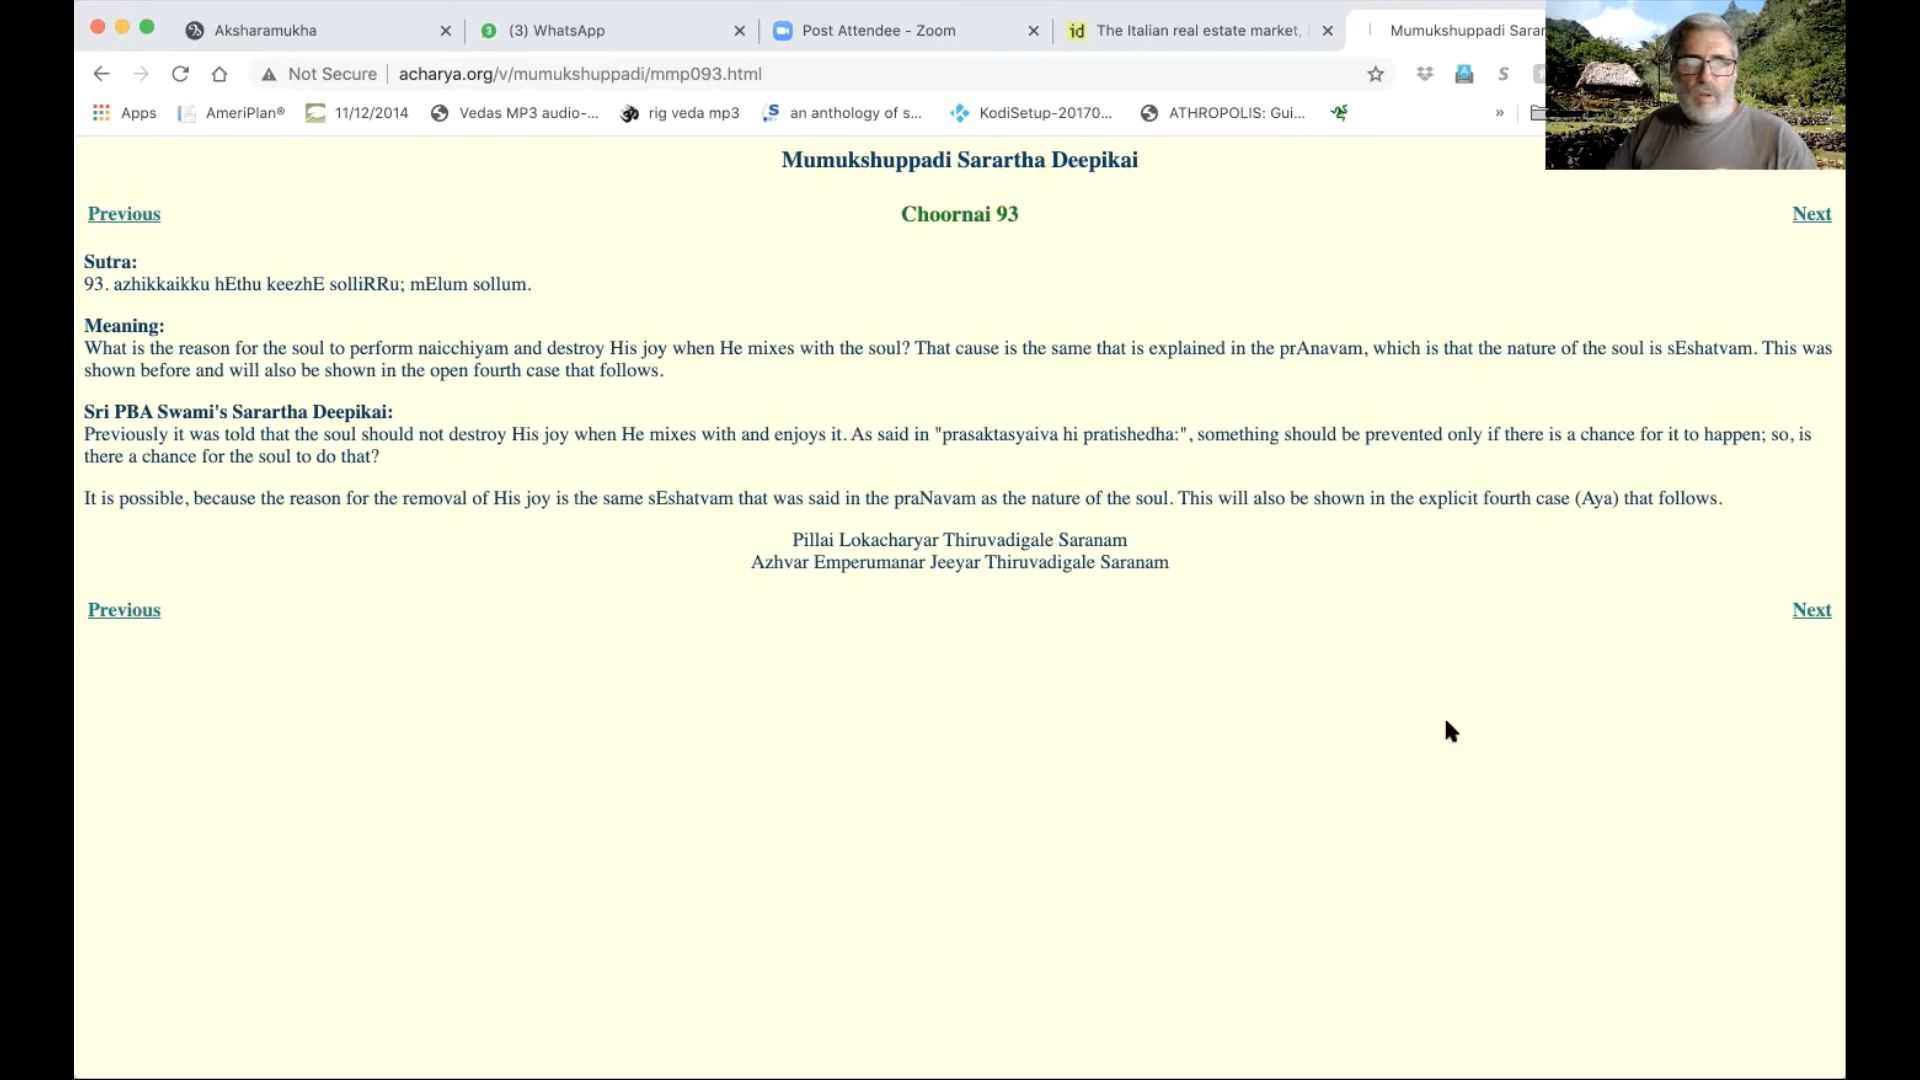 Aksharamukha
(3) WhatsApp
Post Attendee - Zoom
id The Italian real estate market,
Mumukshuppadi Sarar
Not Secure
acharya.org/v/mumukshuppadi/mmp093.html
Apps
AmeriPlan®
11/12/2014
Vedas MP3 audio-...
rig veda mp3
an anthology of s...
KodiSetup-20170...
ATHROPOLIS: Gui...
»
Mumukshuppadi Sarartha Deepikai
Previous
Choornai 93
Next
Sutra:
93. azhikkaikku hEthu keezhE solliRRu; mElum sollum.
Meaning:
What is the reason for the soul to perform naicchiyam and destroy His joy when He mixes with the soul? That cause is the same that is explained in the prAnavam, which is that the nature of the soul is sEshatvam. This was
shown before and will also be shown in the open fourth case that follows.
Sri PBA Swami's Sarartha Deepikai:
Previously it was told that the soul should not destroy His joy when He mixes with and enjoys it. As said in "prasaktasyaiva hi pratishedha:", something should be prevented only if there is a chance for it to happen; so, is
there a chance for the soul to do that?
It is possible, because the reason for the removal of His joy is the same sEshatvam that was said in the praNavam as the nature of the soul. This will also be shown in the explicit fourth case (Aya) that follows.
Pillai Lokacharyar Thiruvadigale Saranam
Azhvar Emperumanar Jeeyar Thiruvadigale Saranam
Previous
Next